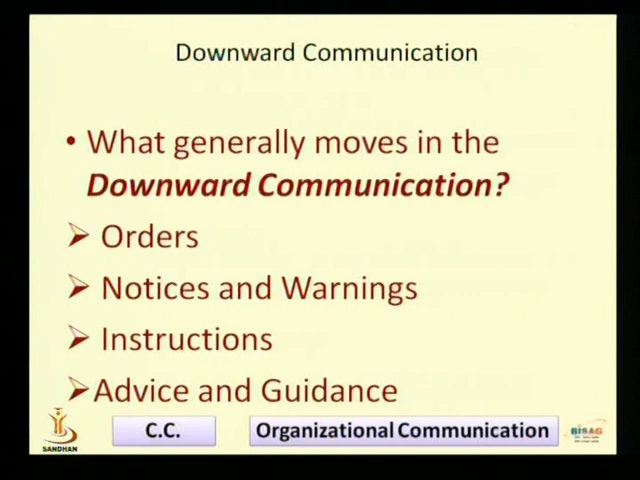 Downward Communication
• What generally moves in the
Downward Communication?
➢ Orders
➢ Notices and Warnings
➢ Instructions
➢Advice and Guidance
SANDHAN
C.C.
Organizational Communication
BISAG